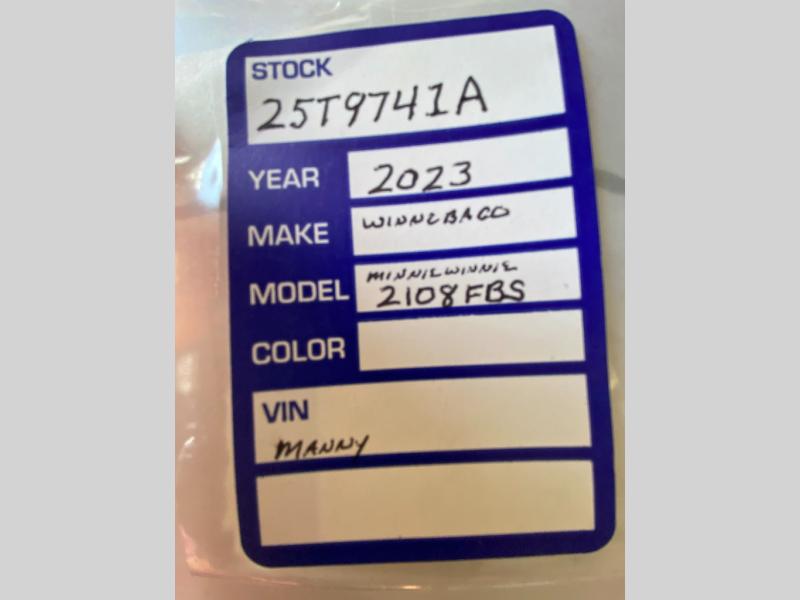 STOCK
25T9741A
YEAR 2023
MAKE WINNEBAGO
MODEL MINNIEWINNIE
2108FBS
COLOR
VIN
MANNY